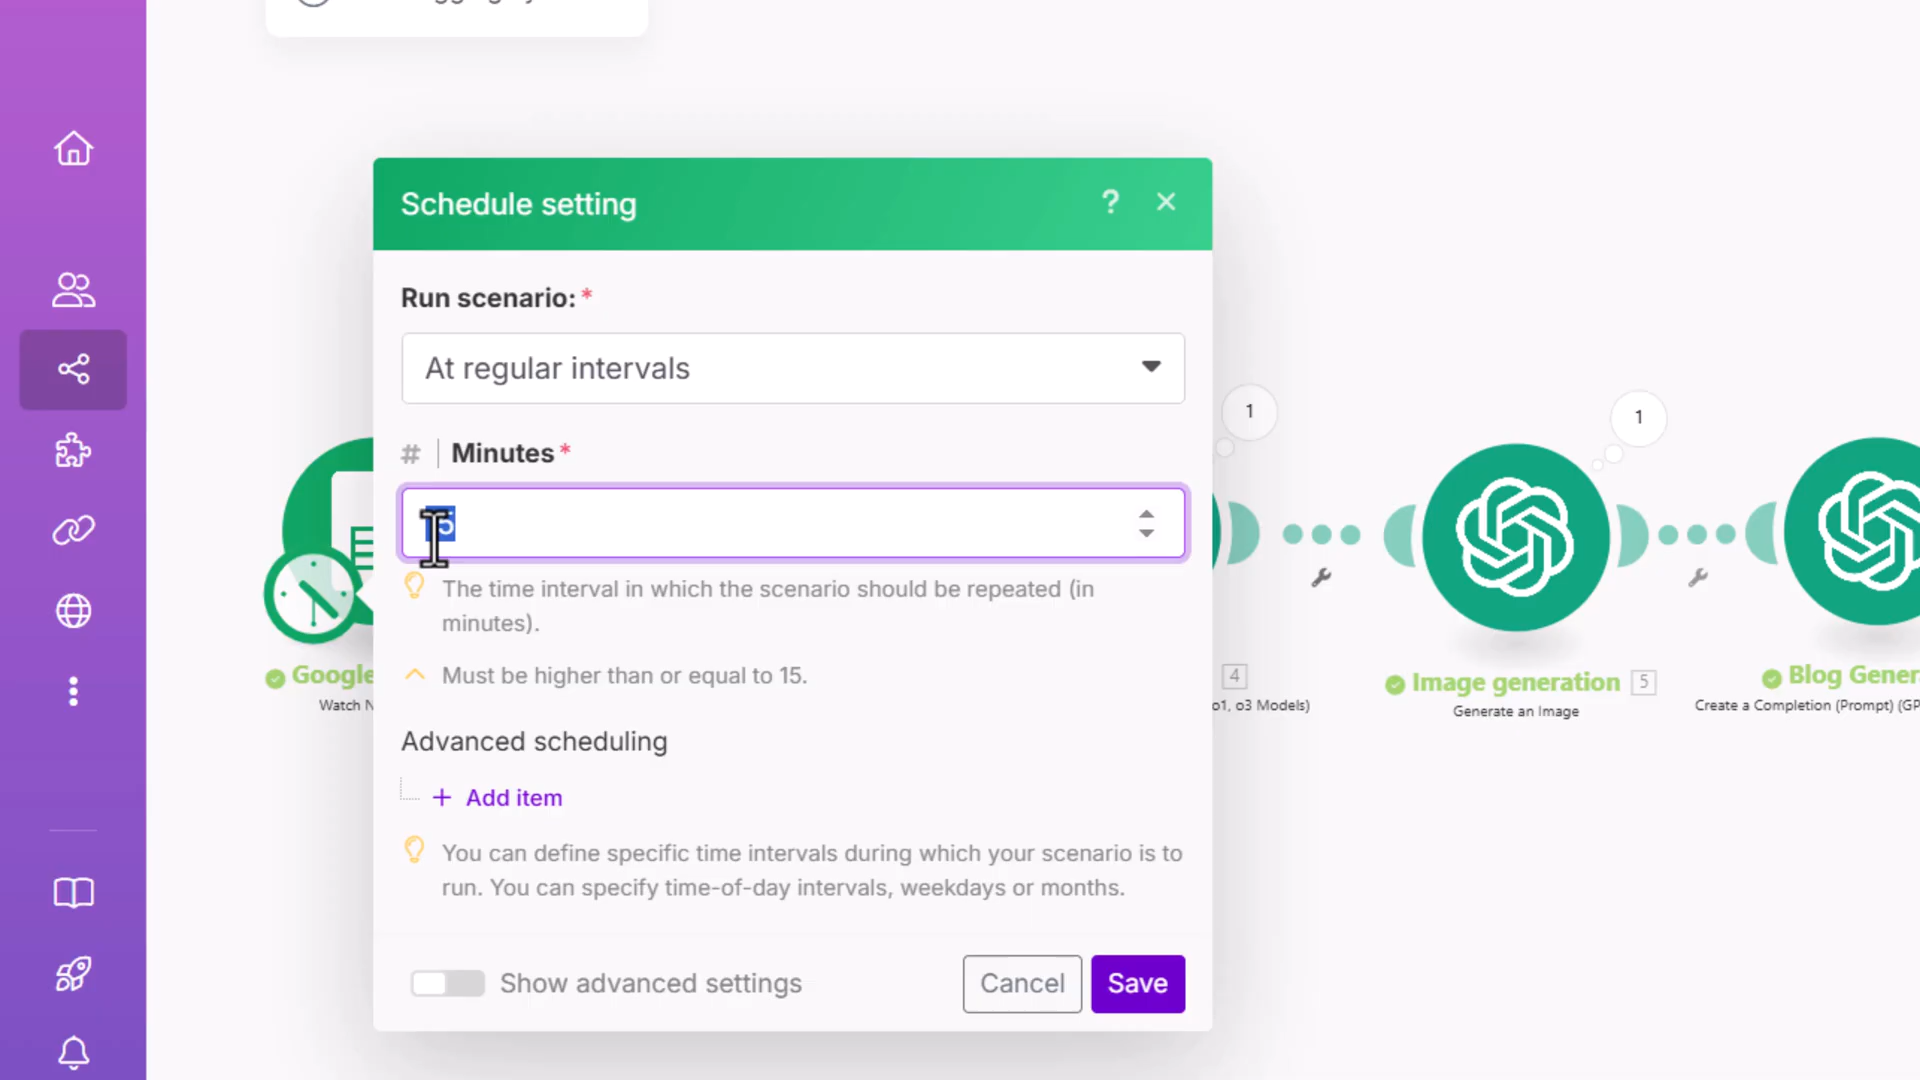 Schedule setting
?
Run scenario: *
At regular intervals
# Minutes *
The time interval in which the scenario should be repeated (in
minutes).
Must be higher than or equal to 15.
Advanced scheduling
+ Add item
You can define specific time intervals during which your scenario is to
run. You can specify time-of-day intervals, weekdays or months.
Show advanced settings
Cancel
Save
Google
Watch N
1
4
o1, o3 Models)
1
Image generation 5
Generate an Image
Blog Gener
Create a Completion (Prompt) (GP